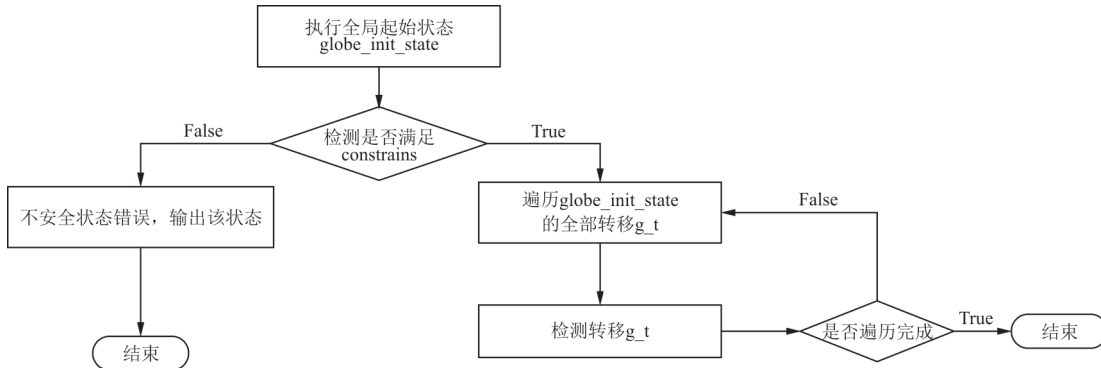 执行全局起始状态
globe_init_state
False
检测是否满足
constrains
True
不安全状态错误，输出该状态
遍历globe_init_state
的全部转移g_t
False
检测转移g_t
是否遍历完成
True
结束
结束